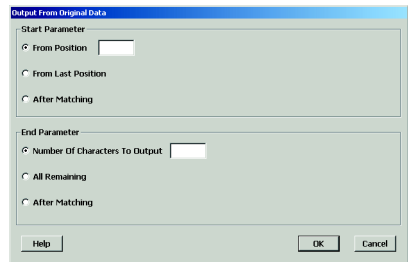 Output From Original Data
Start Parameter
From Position
From Last Position
After Matching
End Parameter
Number Of Characters To Output
All Remaining
After Matching
Help OK Cancel